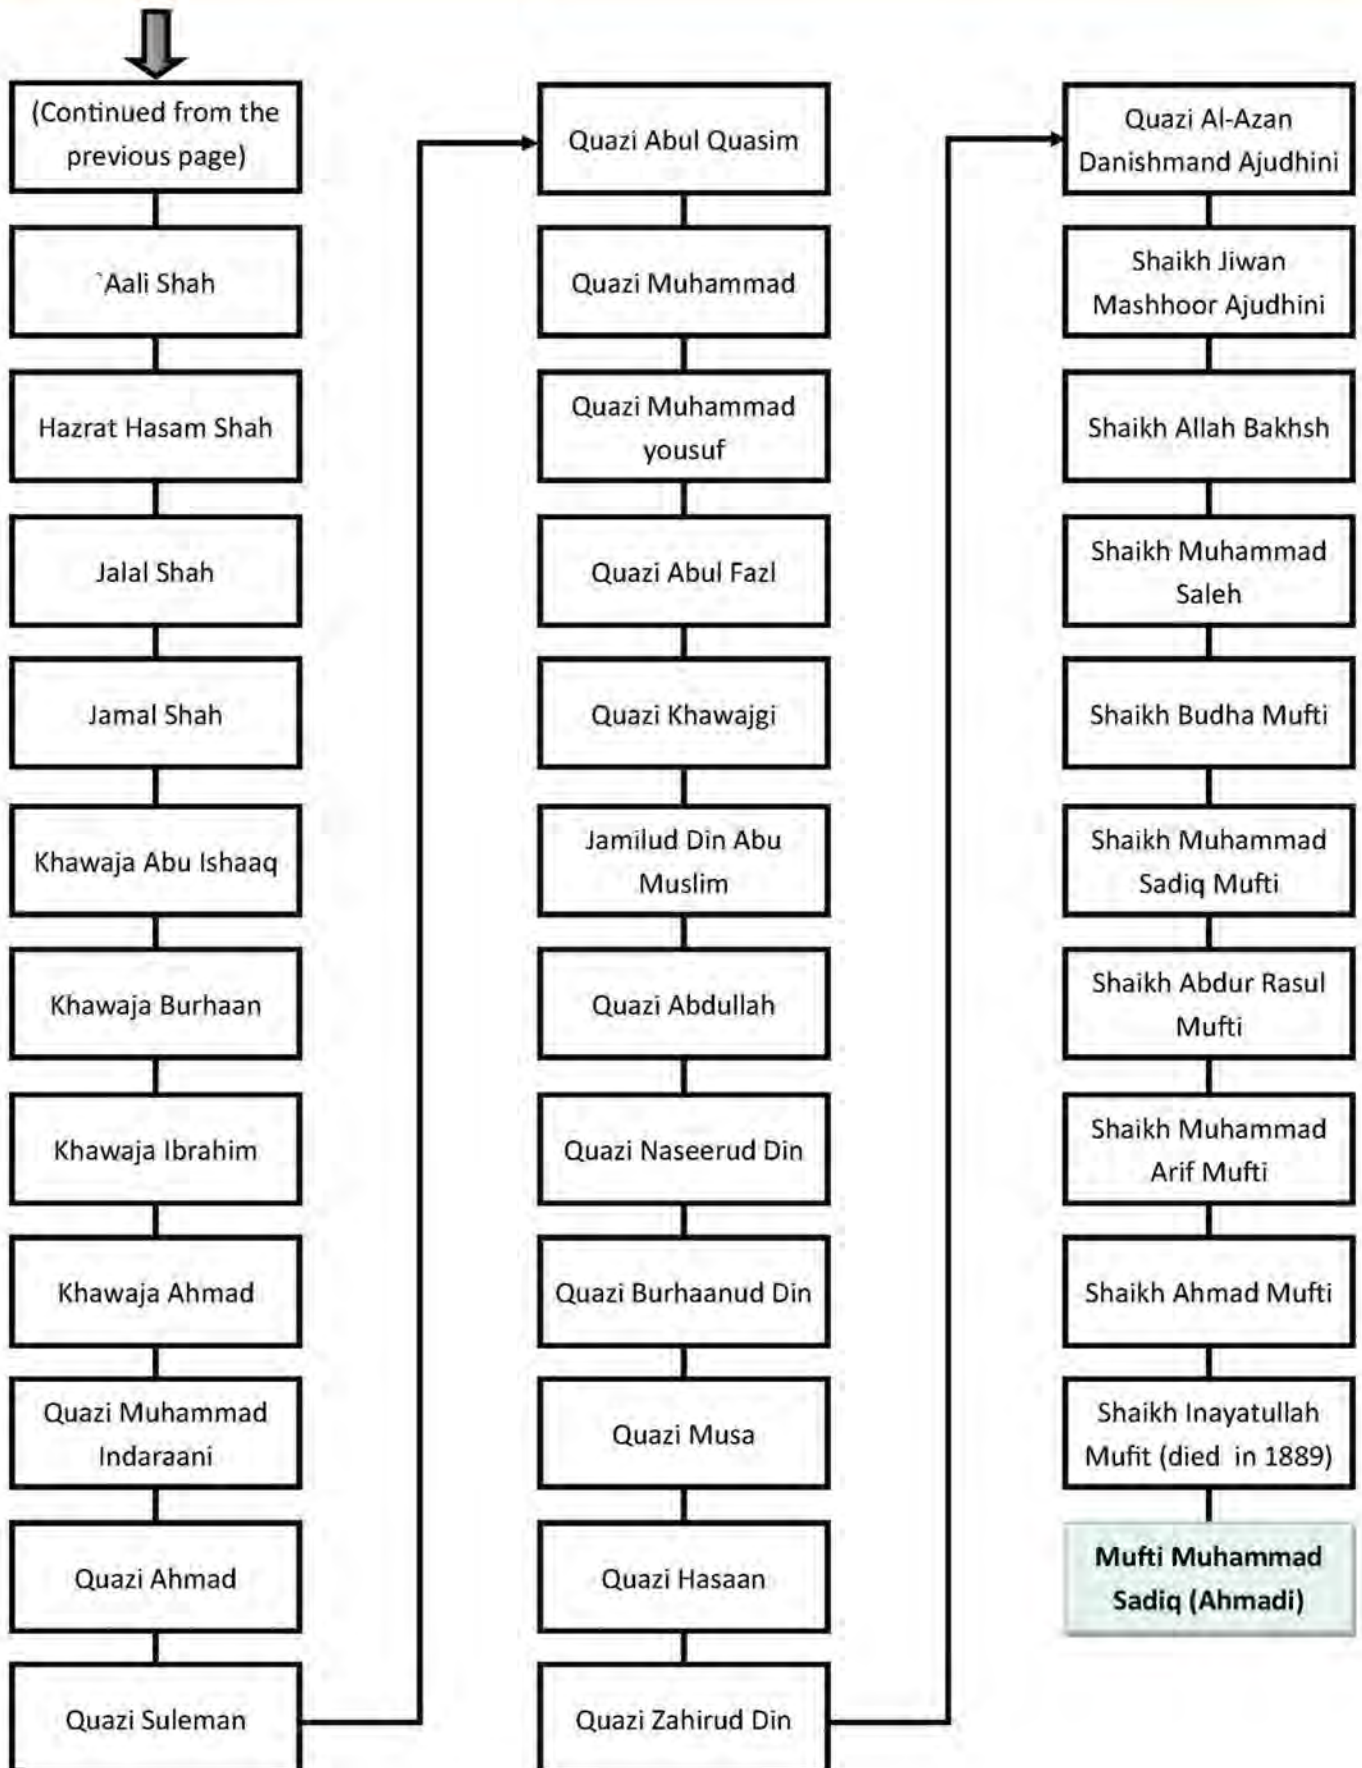 (Continued from the
previous page)
`Aali Shah
Hazrat Hasam Shah
Jalal Shah
Jamal Shah
Khawaja Abu Ishaaq
Khawaja Burhaan
Khawaja Ibrahim
Khawaja Ahmad
Quazi Muhammad
Indaraani
Quazi Ahmad
Quazi Suleman
Quazi Abul Quasim
Quazi Muhammad
Quazi Muhammad
yousuf
Quazi Abul Fazl
Quazi Khawajgi
Jamilud Din Abu
Muslim
Quazi Abdullah
Quazi Naseerud Din
Quazi Burhaanud Din
Quazi Musa
Quazi Hasaan
Quazi Zahirud Din
Quazi Al-Azan
Danishmand Ajudhini
Shaikh Jiwan
Mashhoor Ajudhini
Shaikh Allah Bakhsh
Shaikh Muhammad
Saleh
Shaikh Budha Mufti
Shaikh Muhammad
Sadiq Mufti
Shaikh Abdur Rasul
Mufti
Shaikh Muhammad
Arif Mufti
Shaikh Ahmad Mufti
Shaikh Inayatullah
Mufit (died  in 1889)
Mufti Muhammad
Sadiq (Ahmadi)